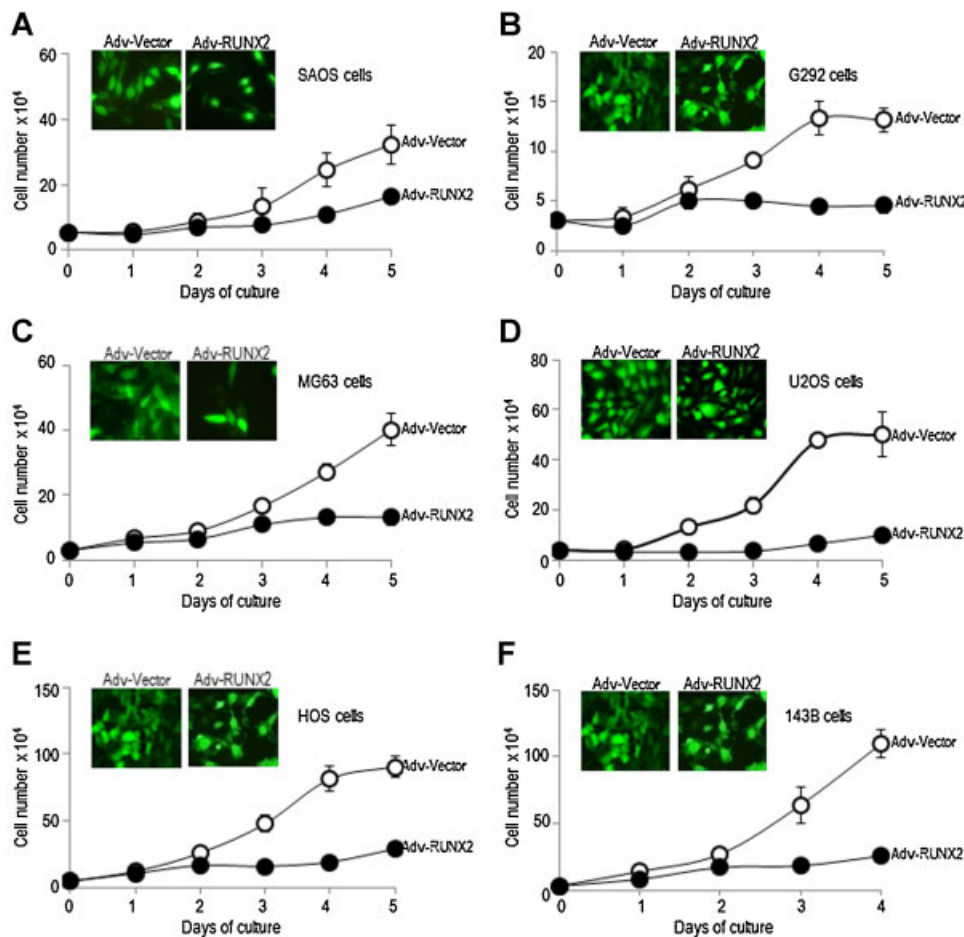 A
Adv-Vector Adv-RUNX2
SAOS cells
Cell number x10⁴
60
40
20
0
Adv-Vector
Adv-RUNX2
0 1 2 3 4 5
Days of culture
B
Adv-Vector Adv-RUNX2
G292 cells
Cell number x10⁴
20
15
10
5
0
Adv-Vector
Adv-RUNX2
0 1 2 3 4 5
Days of culture
C
Adv-Vector Adv-RUNX2
MG63 cells
Cell number x10⁴
60
40
20
0
Adv-Vector
Adv-RUNX2
0 1 2 3 4 5
Days of culture
D
Adv-Vector Adv-RUNX2
U2OS cells
Cell number x10⁴
80
60
40
20
0
Adv-Vector
Adv-RUNX2
0 1 2 3 4 5
Days of culture
E
Adv-Vector Adv-RUNX2
HOS cells
Cell number x10⁴
150
100
50
0
Adv-Vector
Adv-RUNX2
0 1 2 3 4 5
Days of culture
F
Adv-Vector Adv-RUNX2
143B cells
Cell number x10⁴
150
100
50
0
Adv-Vector
Adv-RUNX2
0 1 2 3 4
Days of culture